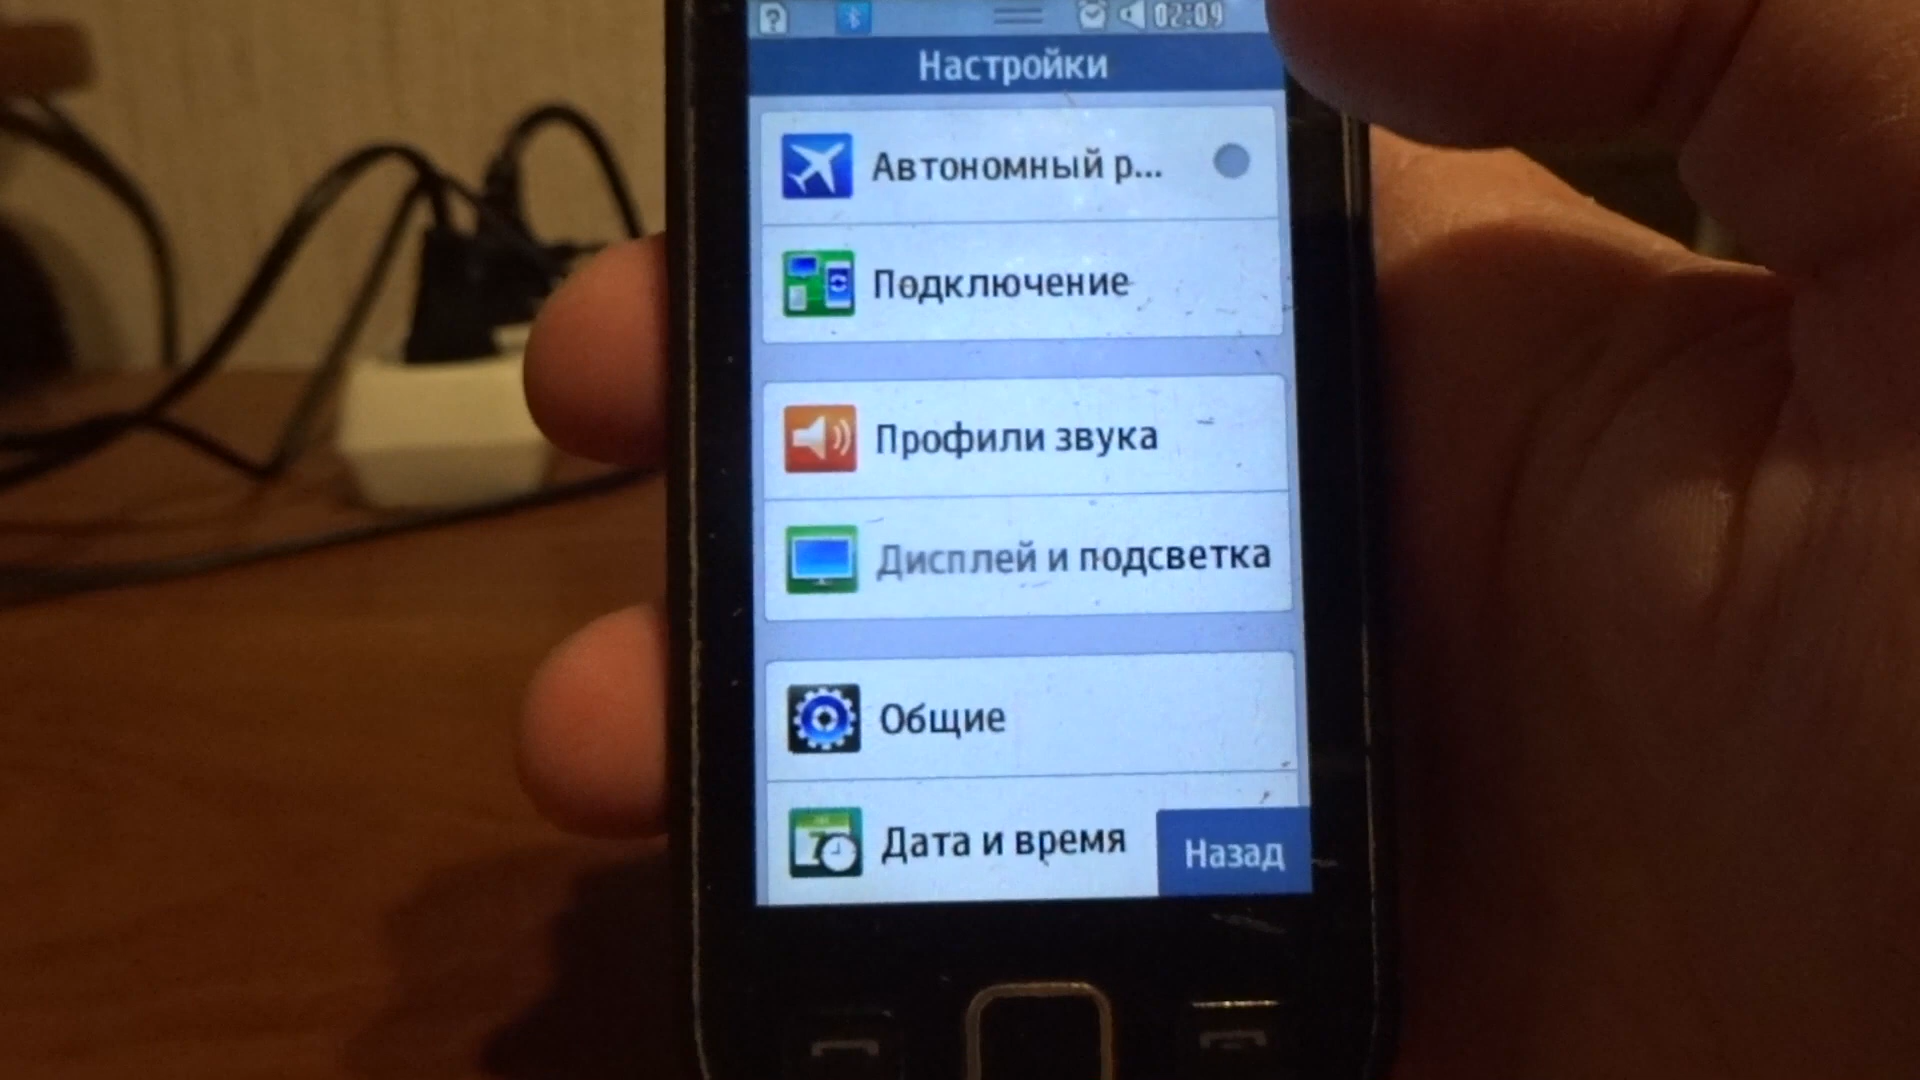 02:09
Настройки
Автономный р...
Подключение
Профили звука
Дисплей и подсветка
Общие
Дата и время
Назад